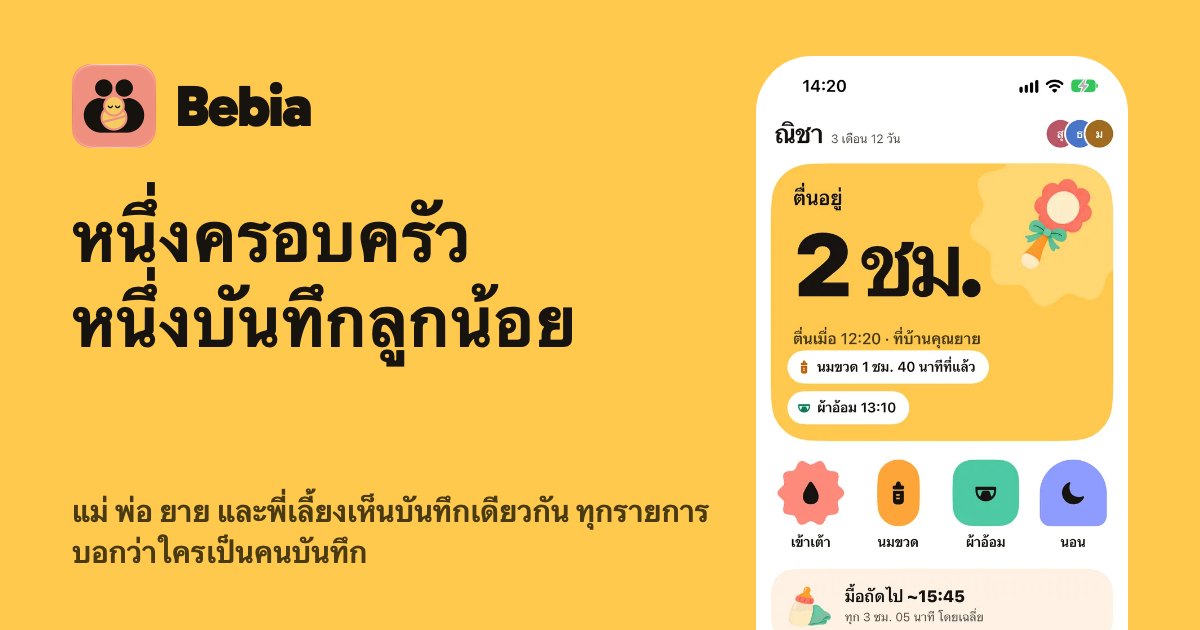 Bebia
หนึ่งครอบครัว
หนึ่งบันทึกลูกน้อย
แม่ พ่อ ยาย และพี่เลี้ยงเห็นบันทึกเดียวกัน ทุกรายการ
บอกว่าใครเป็นคนบันทึก
14:20
ณิชา 3 เดือน 12 วัน
สุ ธ ม
ตื่นอยู่
2 ชม.
ตื่นเมื่อ 12:20 · ที่บ้านคุณยาย
นมขวด 1 ชม. 40 นาทีที่แล้ว
ผ้าอ้อม 13:10
เข้าเต้า นมขวด ผ้าอ้อม นอน
มื้อถัดไป ~15:45
ทุก 3 ชม. 05 นาที โดยเฉลี่ย